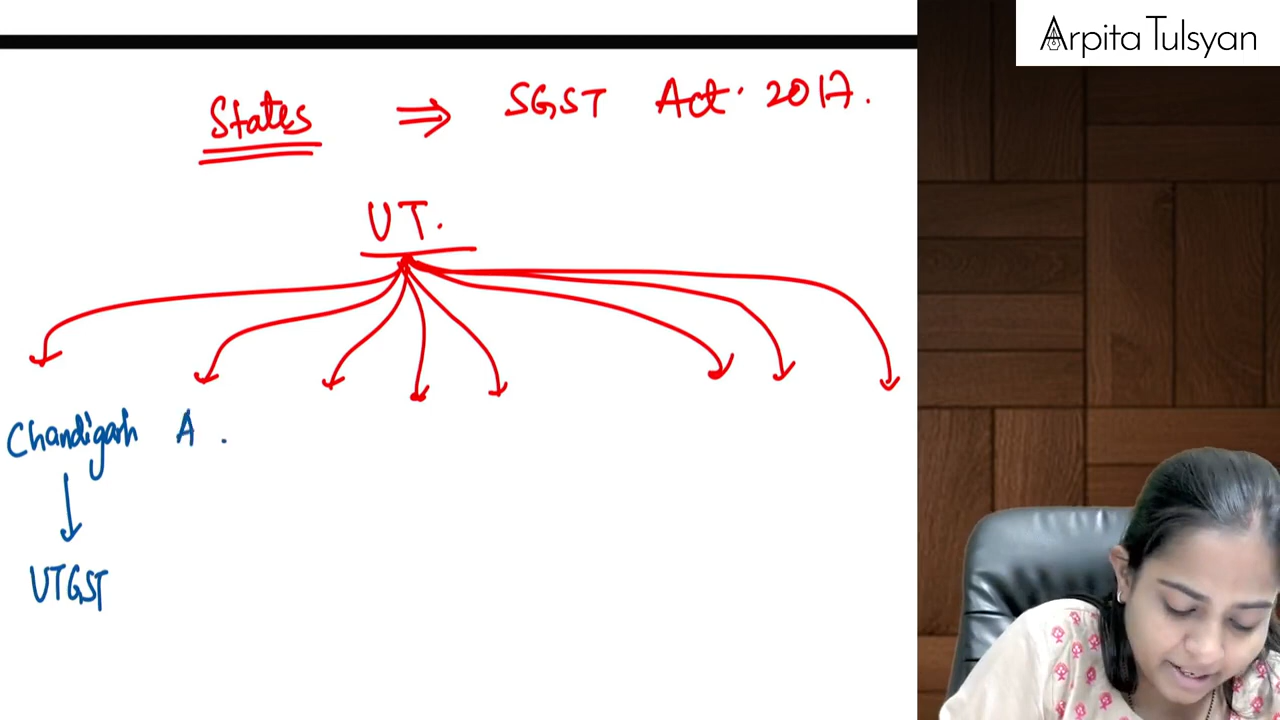 Arpita Tulsyan
States ⇒ SGST Act. 2017.
UT.
Chandigarh A .
UTGST